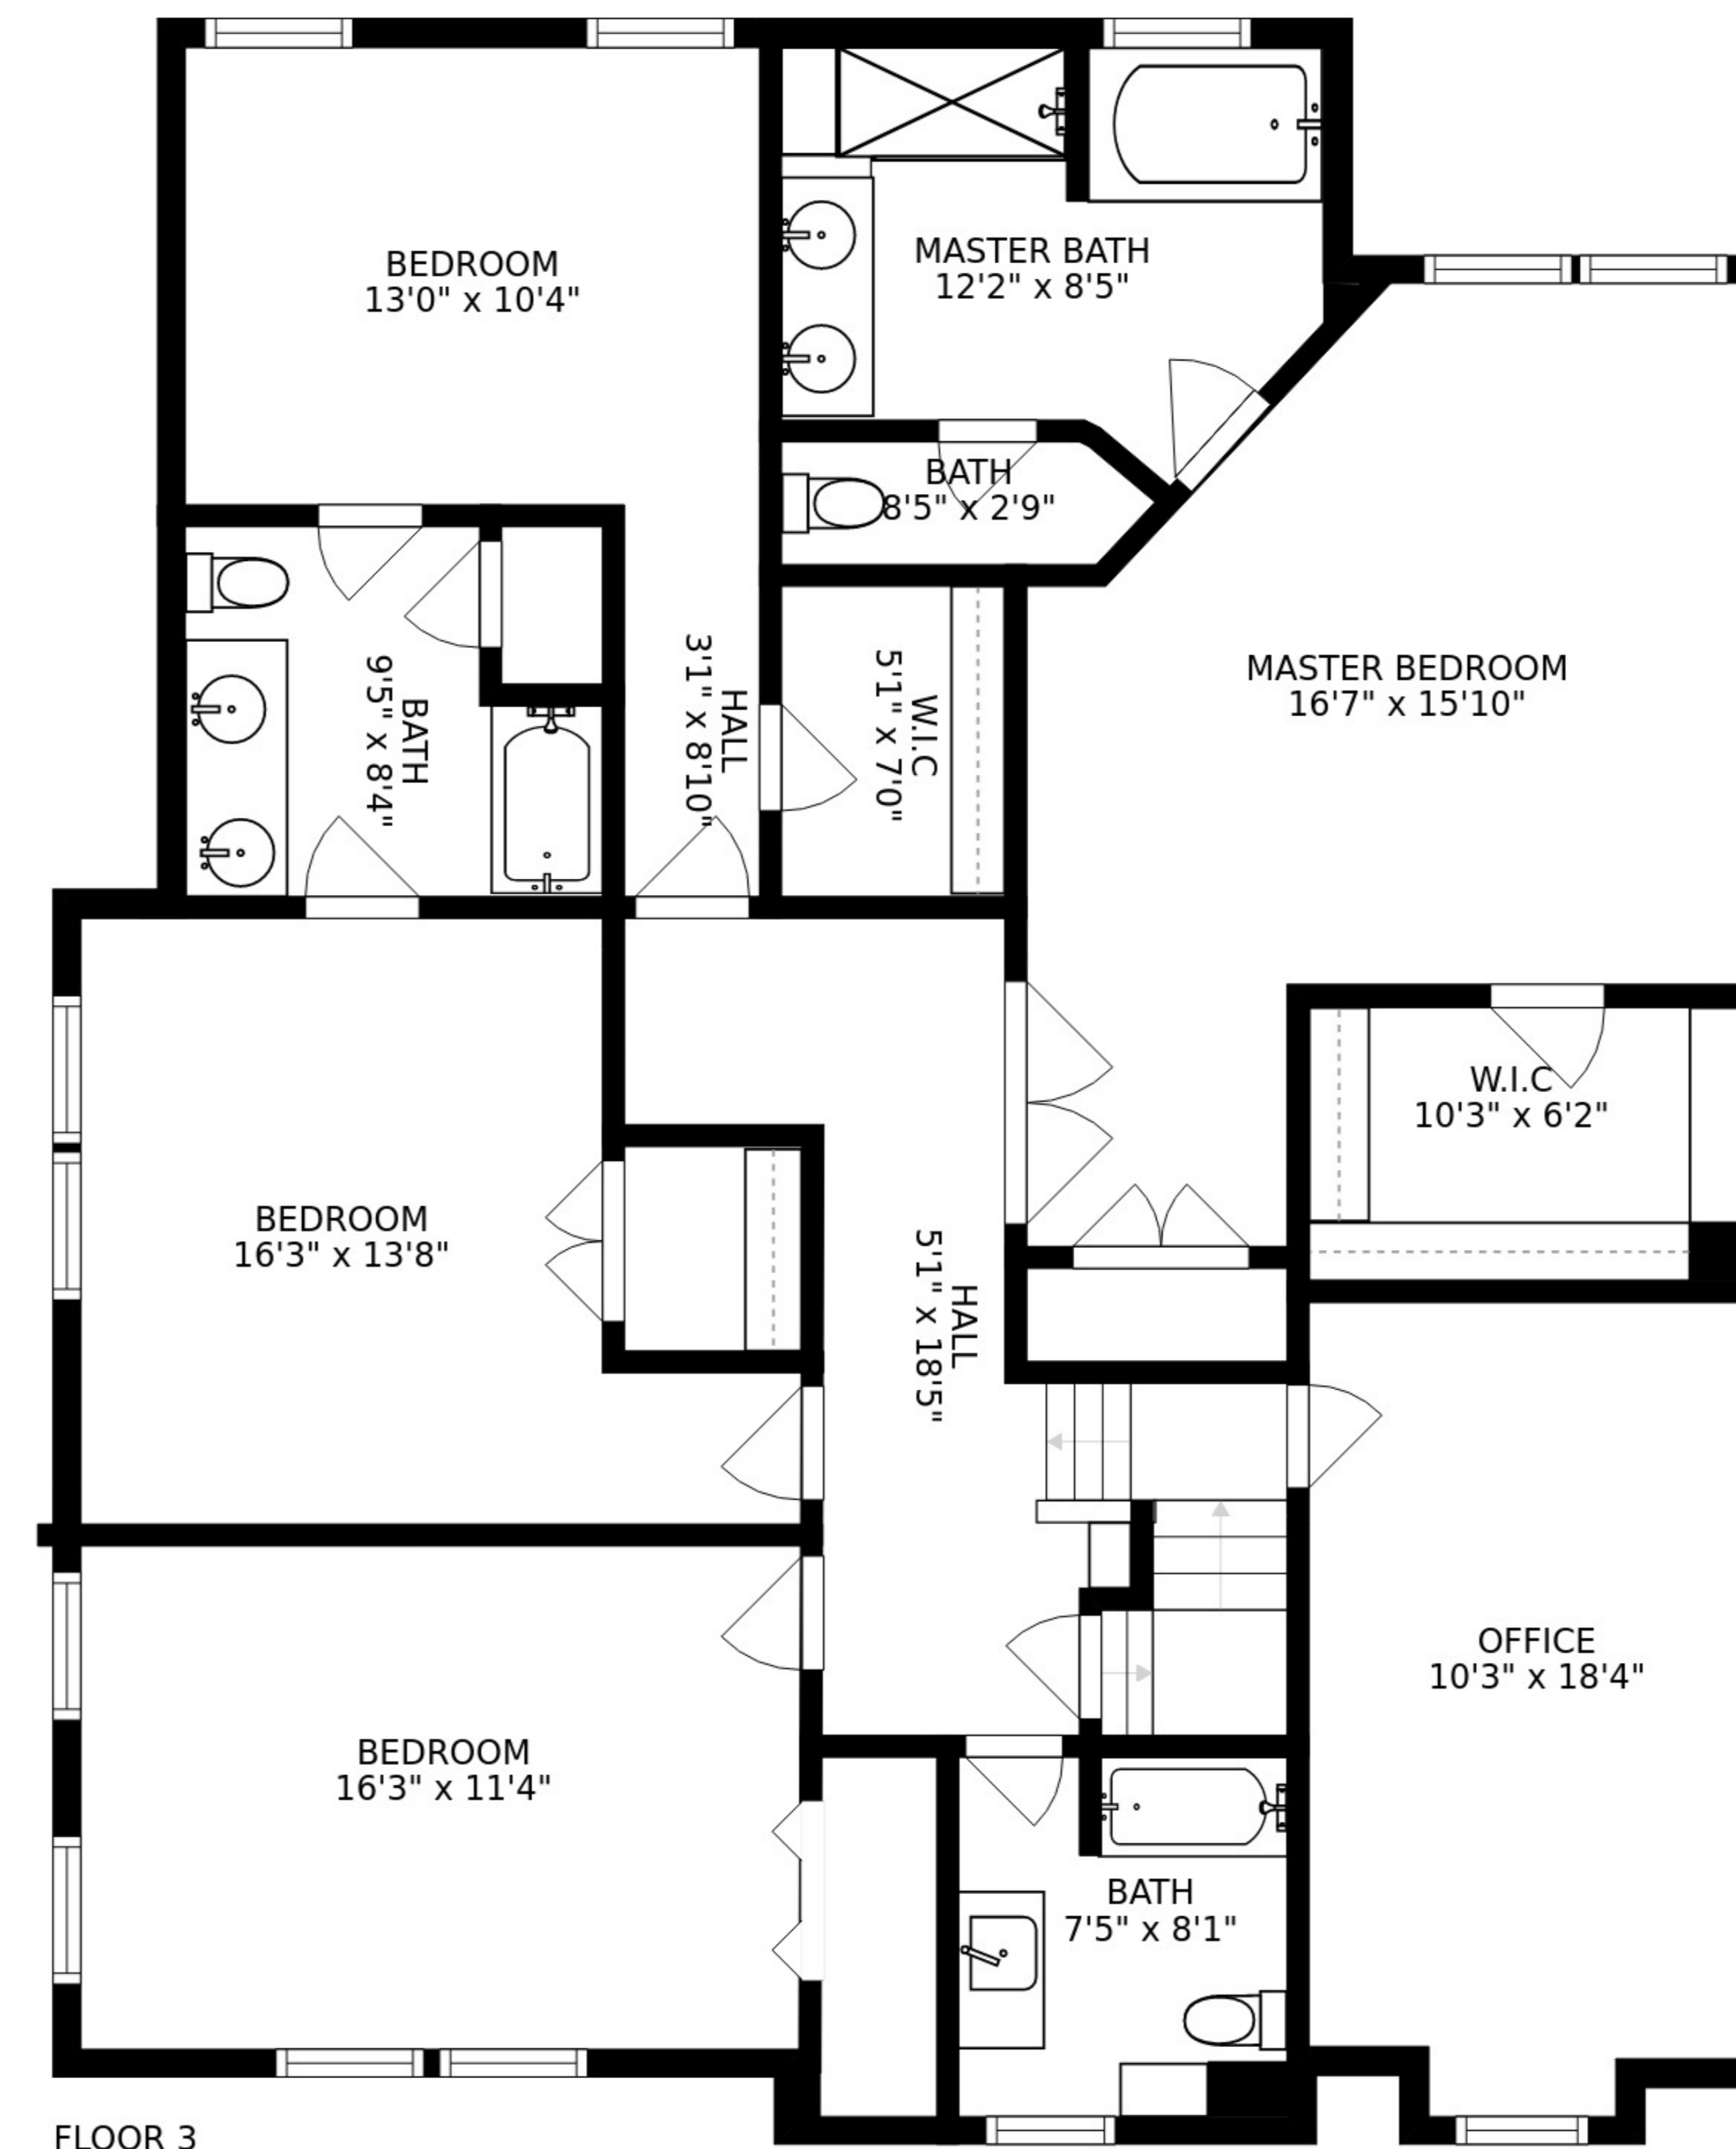 BEDROOM
13'0" x 10'4"
MASTER BATH
12'2" x 8'5"
BATH
8'5" x 2'9"
BATH
9'5" x 8'4"
HALL
3'1" x 8'10"
W.I.C
5'1" x 7'0"
MASTER BEDROOM
16'7" x 15'10"
W.I.C
10'3" x 6'2"
BEDROOM
16'3" x 13'8"
HALL
5'1" x 18'5"
OFFICE
10'3" x 18'4"
BEDROOM
16'3" x 11'4"
BATH
7'5" x 8'1"
FLOOR 3